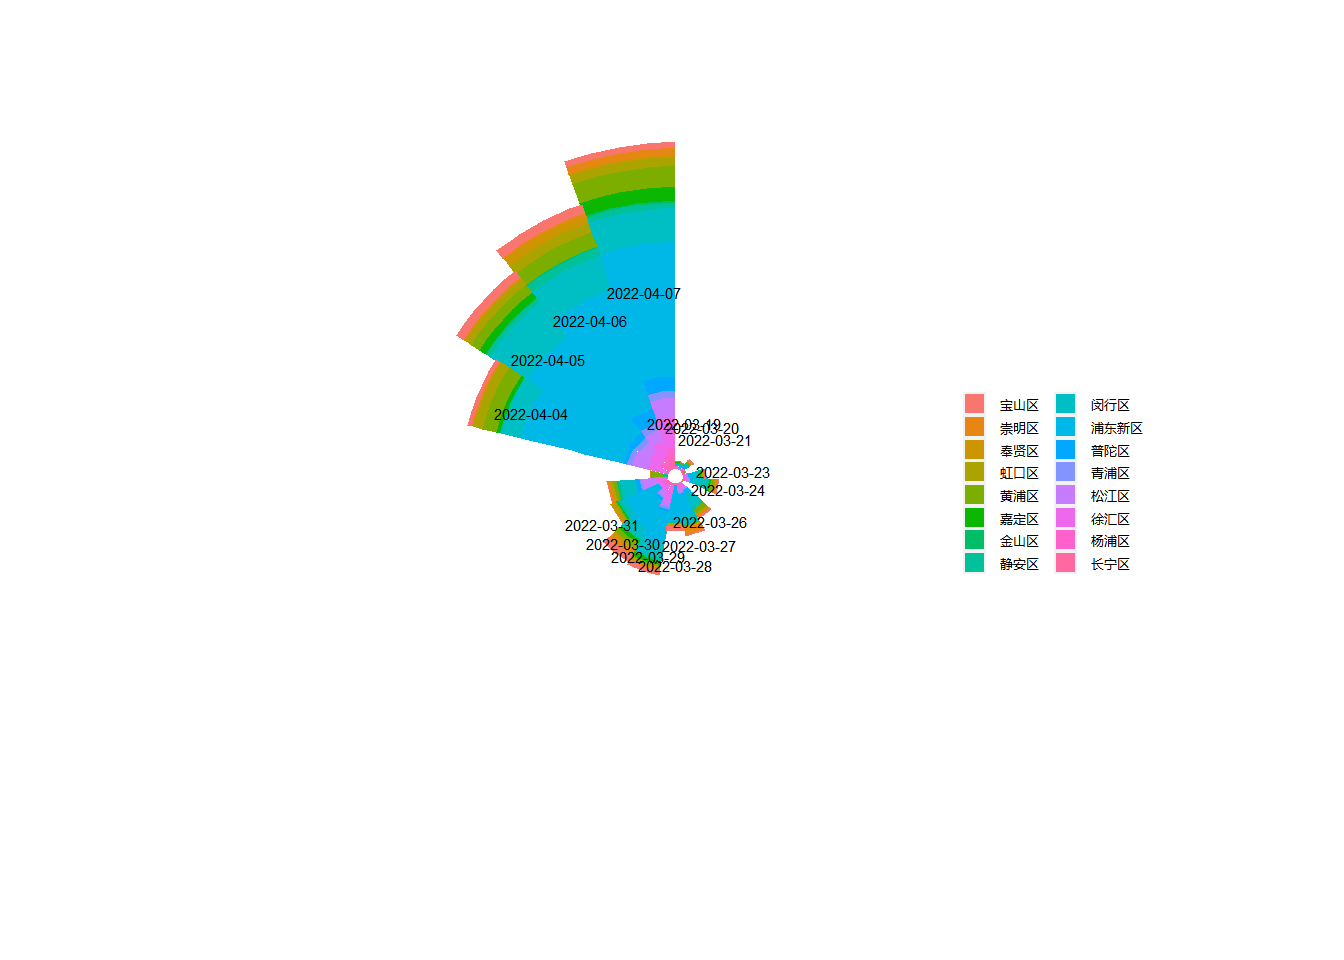 2022-04-07
2022-04-06
2022-04-05
2022-04-04
2022-03-19
2022-03-20
2022-03-21
2022-03-23
2022-03-24
2022-03-26
2022-03-31
2022-03-30
2022-03-27
2022-03-29
2022-03-28
宝山区 闵行区
崇明区 浦东新区
奉贤区 普陀区
虹口区 青浦区
黄浦区 松江区
嘉定区 徐汇区
金山区 杨浦区
静安区 长宁区